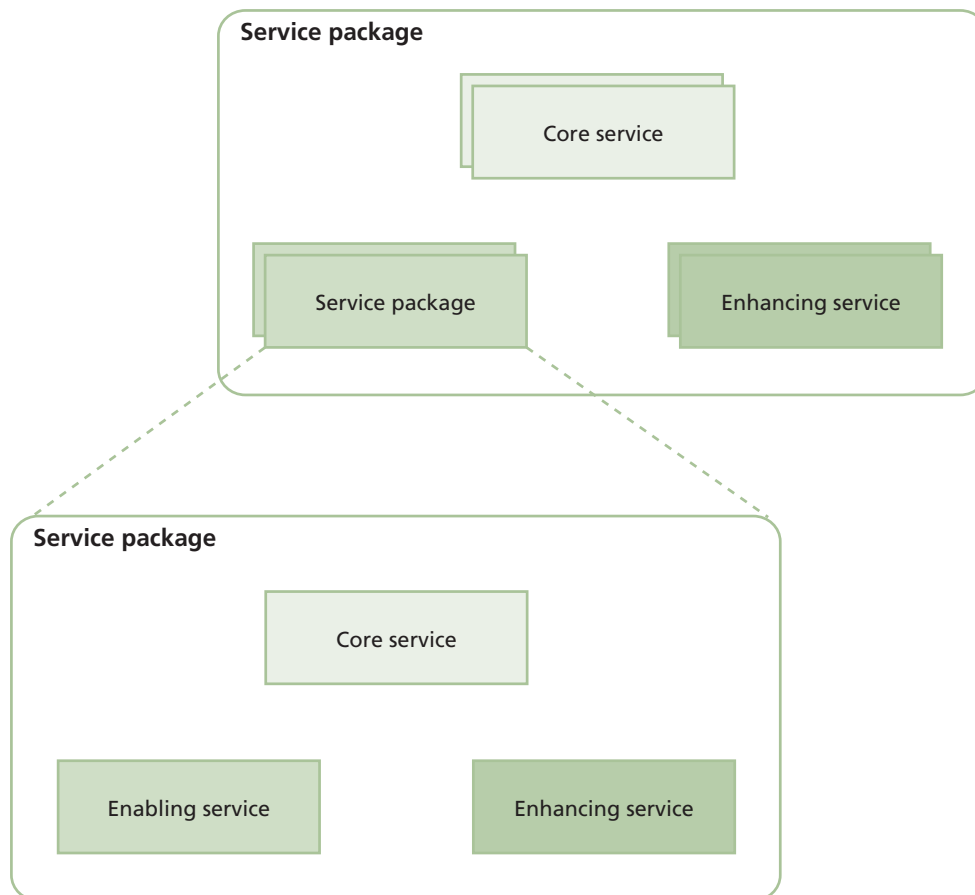 Service package
Core service
Service package
Enhancing service
Service package
Core service
Enabling service
Enhancing service